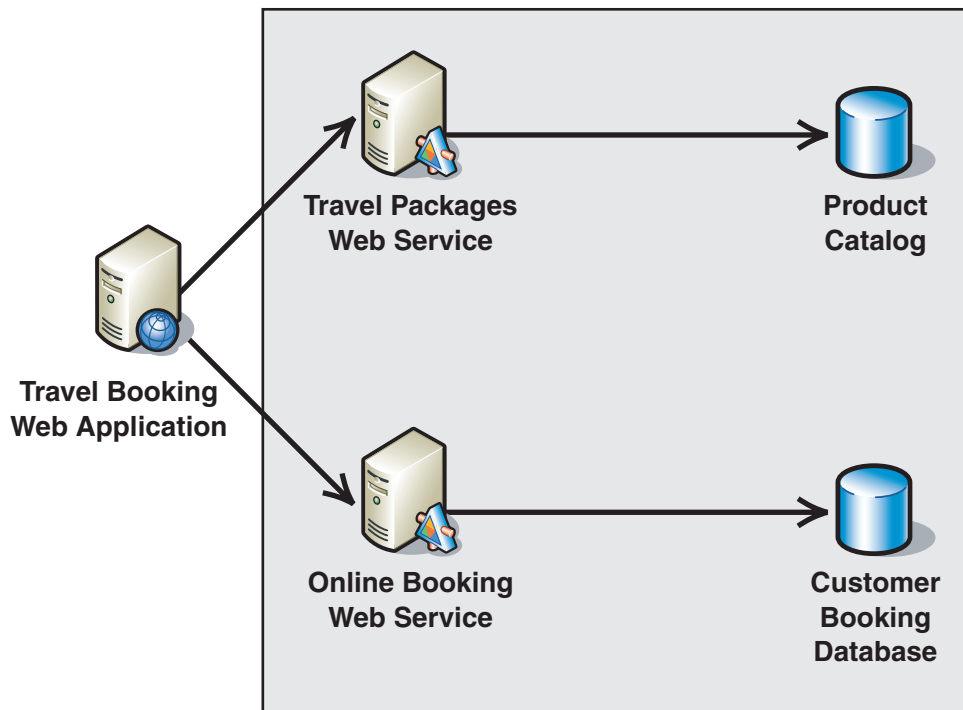 Travel Packages
Web Service
Product
Catalog
Travel Booking
Web Application
Online Booking
Web Service
Customer
Booking
Database